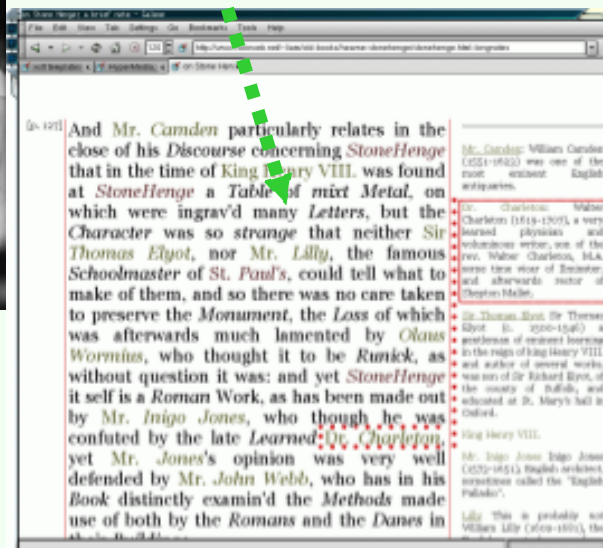 on Stone Henge: a brief note - Galeon
File Edit View Tab Settings Go Bookmarks Tools Help
on Stone Hen
[p. 127] And Mr. Camden particularly relates in the
close of his Discourse concerning StoneHenge
that in the time of King Henry VIII. was found
at StoneHenge a Table of mixt Metal, on
which were ingrav'd many Letters, but the
Character was so strange that neither Sir
Thomas Elyot, nor Mr. Lilly, the famous
Schoolmaster of St. Paul's, could tell what to
make of them, and so there was no care taken
to preserve the Monument, the Loss of which
was afterwards much lamented by Olaus
Wormius, who thought it to be Runick, as
without question it was: and yet StoneHenge
it self is a Roman Work, as has been made out
by Mr. Inigo Jones, who though he was
confuted by the late Learned Dr. Charleton,
yet Mr. Jones's opinion was very well
defended by Mr. John Webb, who has in his
Book distinctly examin'd the Methods made
use of both by the Romans and the Danes in
Mr. Camden: William Camden
(1551-1623) was one of the
most eminent English
antiquaries.
Dr. Charleton: Walter
Charleton (1619-1707), a very
learned physician and
voluminous writer, son of the
rev. Walter Charleton, M.A.
some time vicar of Ilminster
and afterwards rector of
Shepton Mallet.
Sir Thomas Elyot Sir Thomas
Elyot a
gentleman of eminent learning
in the reign of king Henry VIII.
and author of several works,
was son of Sir Richard Elyot, of
the county of Suffolk, and
educated at St. Mary's hall in
Oxford.
King Henry VIII.
Mr. Inigo Jones Inigo Jones
English architect,
sometimes called the "English
Palladio".
Lilly This is probably not
William Lilly the